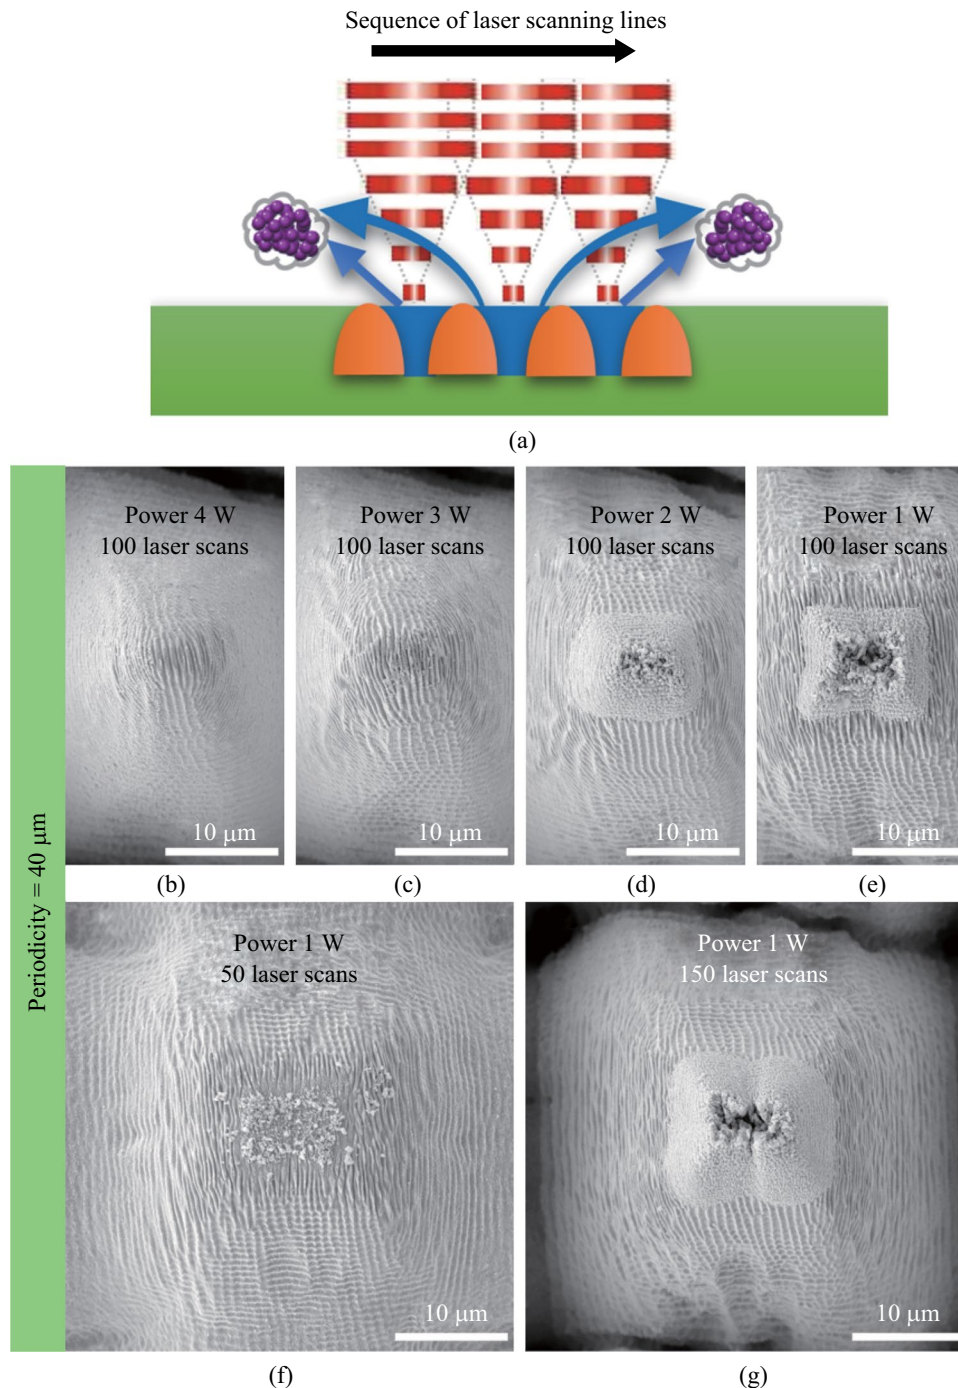 Sequence of laser scanning lines
(a)
Periodicity = 40 μm
Power 4 W
100 laser scans
10 μm
(b)
Power 3 W
100 laser scans
10 μm
(c)
Power 2 W
100 laser scans
10 μm
(d)
Power 1 W
100 laser scans
10 μm
(e)
Power 1 W
50 laser scans
10 μm
(f)
Power 1 W
150 laser scans
10 μm
(g)